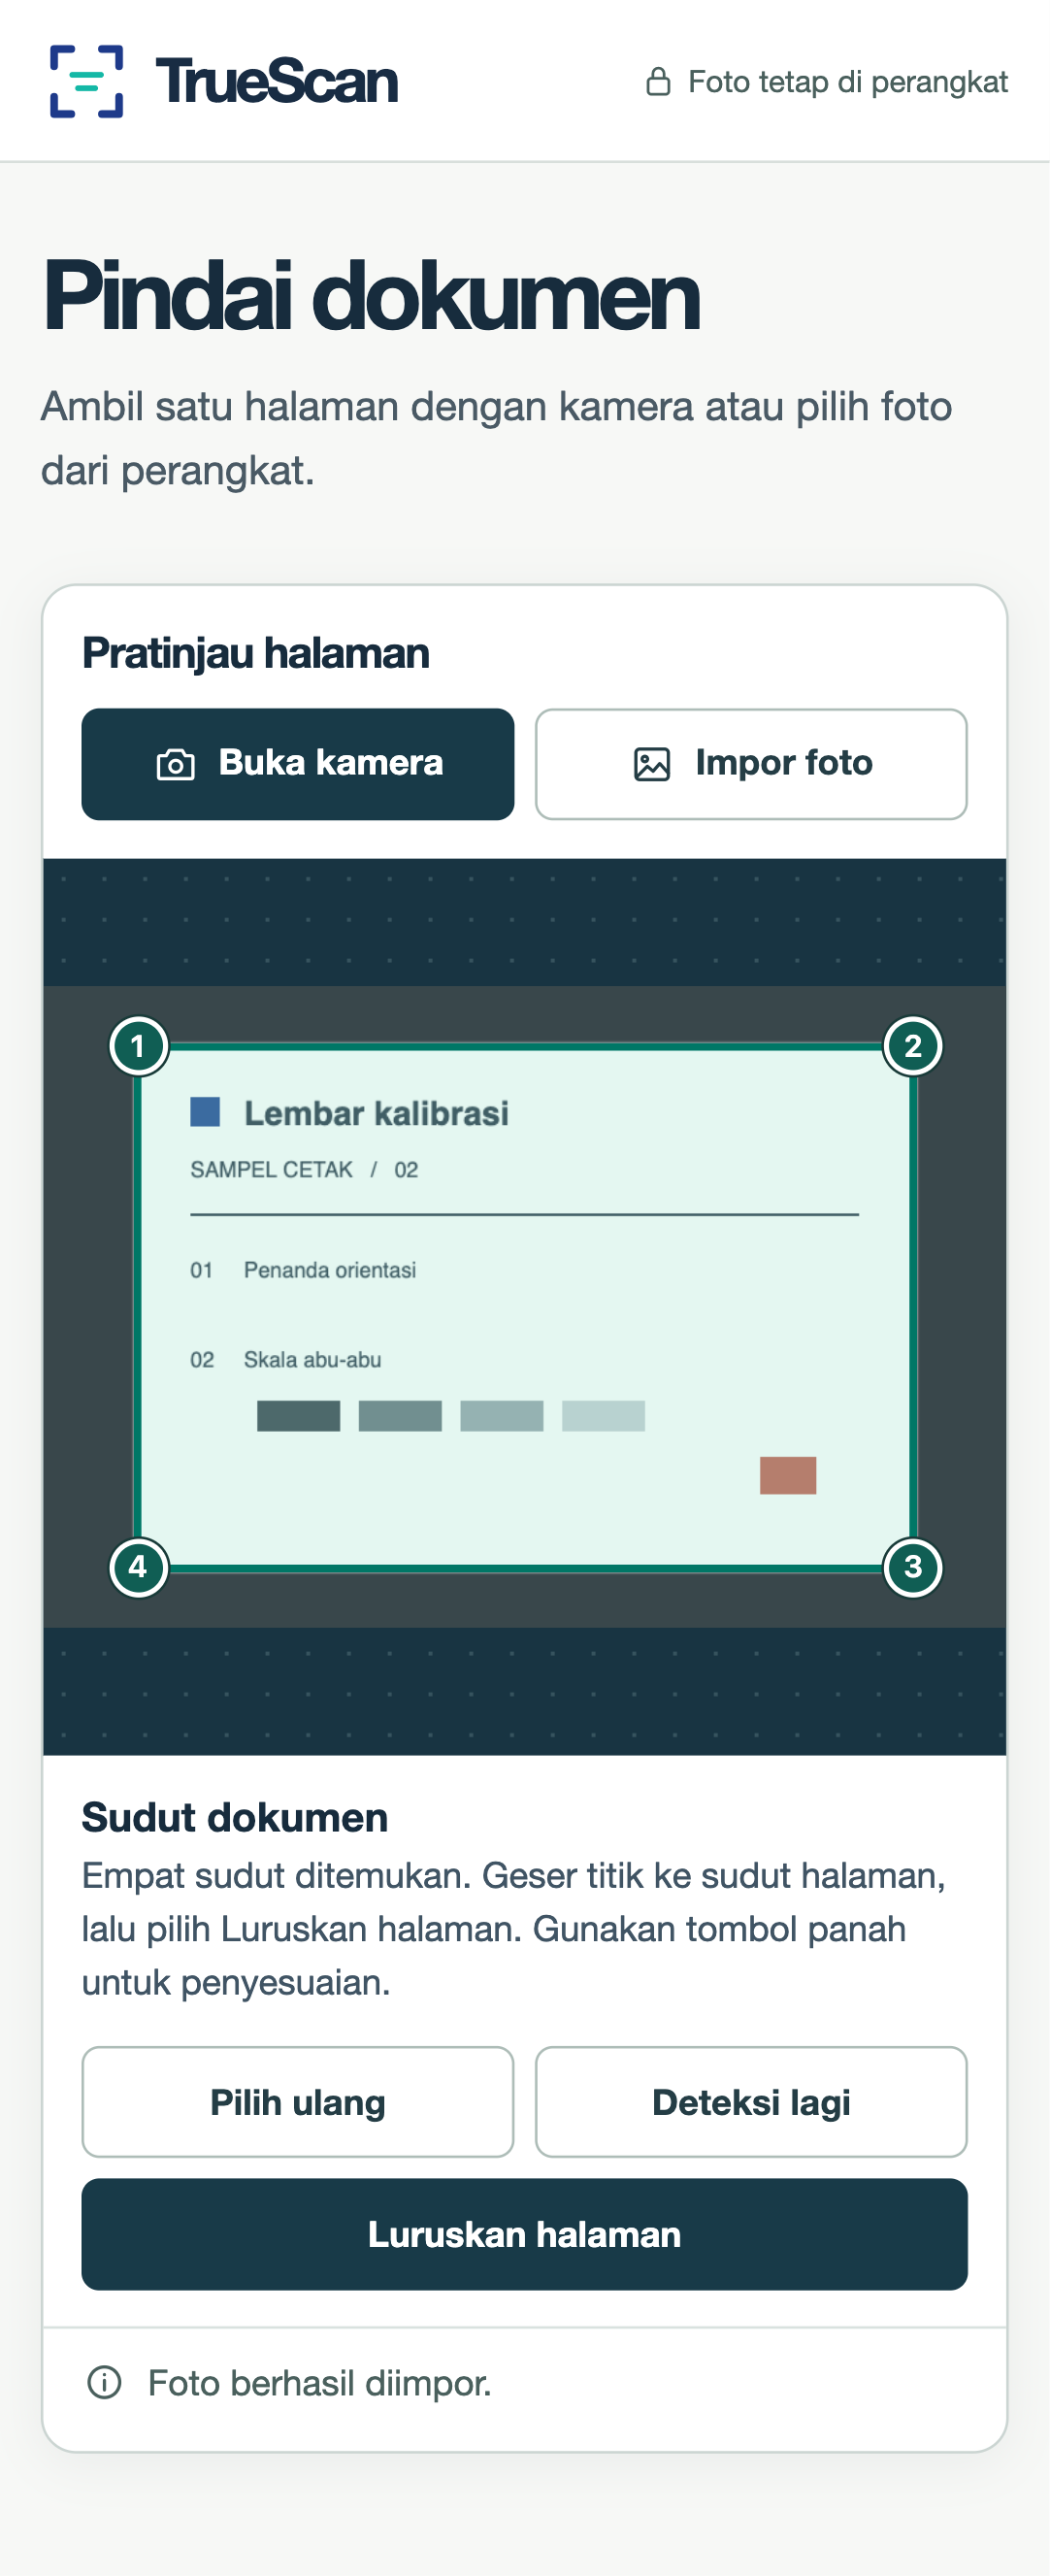 TrueScan
Foto tetap di perangkat
Pindai dokumen
Ambil satu halaman dengan kamera atau pilih foto
dari perangkat.
Pratinjau halaman
Buka kamera
Impor foto
1
2
Lembar kalibrasi
SAMPEL CETAK / 02
01 Penanda orientasi
02 Skala abu-abu
4
3
Sudut dokumen
Empat sudut ditemukan. Geser titik ke sudut halaman,
lalu pilih Luruskan halaman. Gunakan tombol panah
untuk penyesuaian.
Pilih ulang
Deteksi lagi
Luruskan halaman
Foto berhasil diimpor.